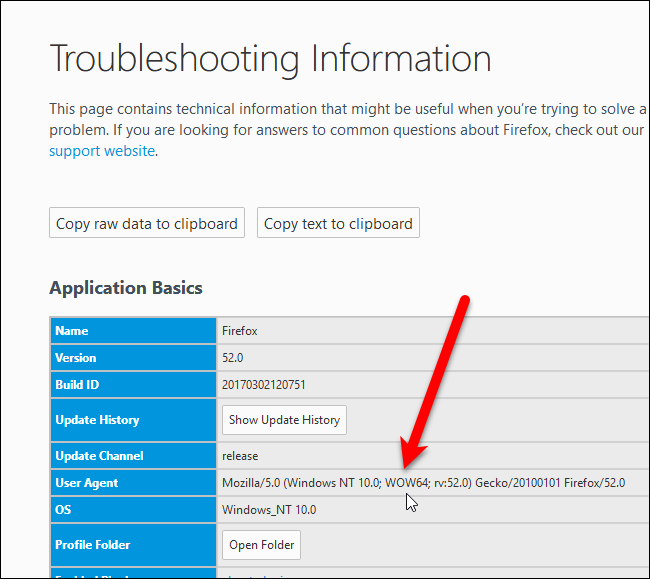 Troubleshooting Information
This page contains technical information that might be useful when you're trying to solve a
problem. If you are looking for answers to common questions about Firefox, check out our
support website.
Copy raw data to clipboard Copy text to clipboard
Application Basics
Name Firefox
Version 52.0
Build ID 20170302120751
Update History Show Update History
Update Channel release
User Agent Mozilla/5.0 (Windows NT 10.0; WOW64; rv:52.0) Gecko/20100101 Firefox/52.0
OS Windows_NT 10.0
Profile Folder Open Folder